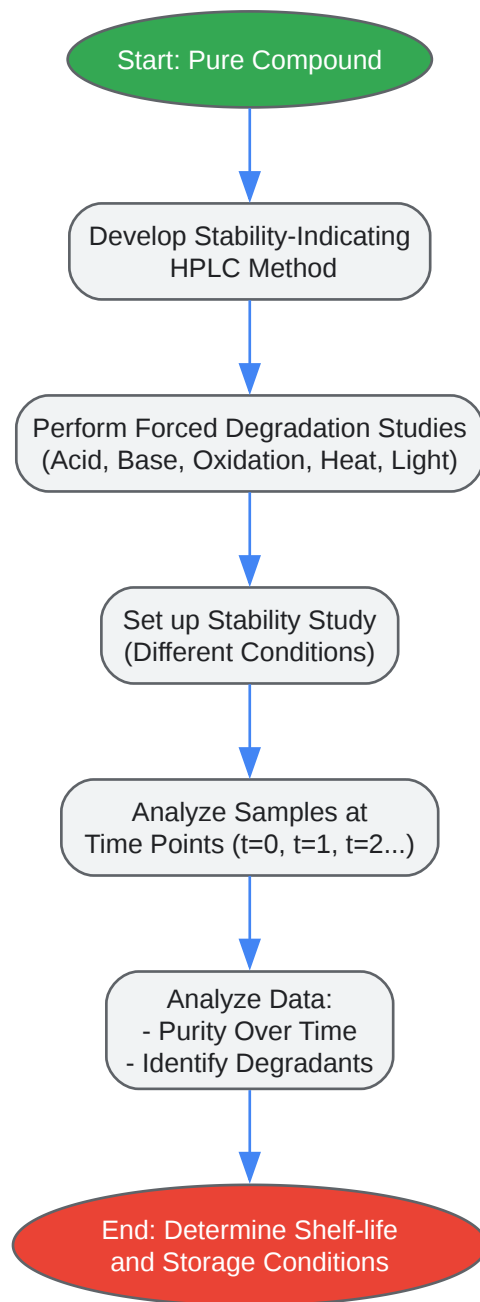 Start: Pure Compound
Develop Stability-Indicating
HPLC Method
Perform Forced Degradation Studies
(Acid, Base, Oxidation, Heat, Light)
Set up Stability Study
(Different Conditions)
Analyze Samples at
Time Points (t=0, t=1, t=2...)
Analyze Data:
- Purity Over Time
- Identify Degradants
End: Determine Shelf-life
and Storage Conditions